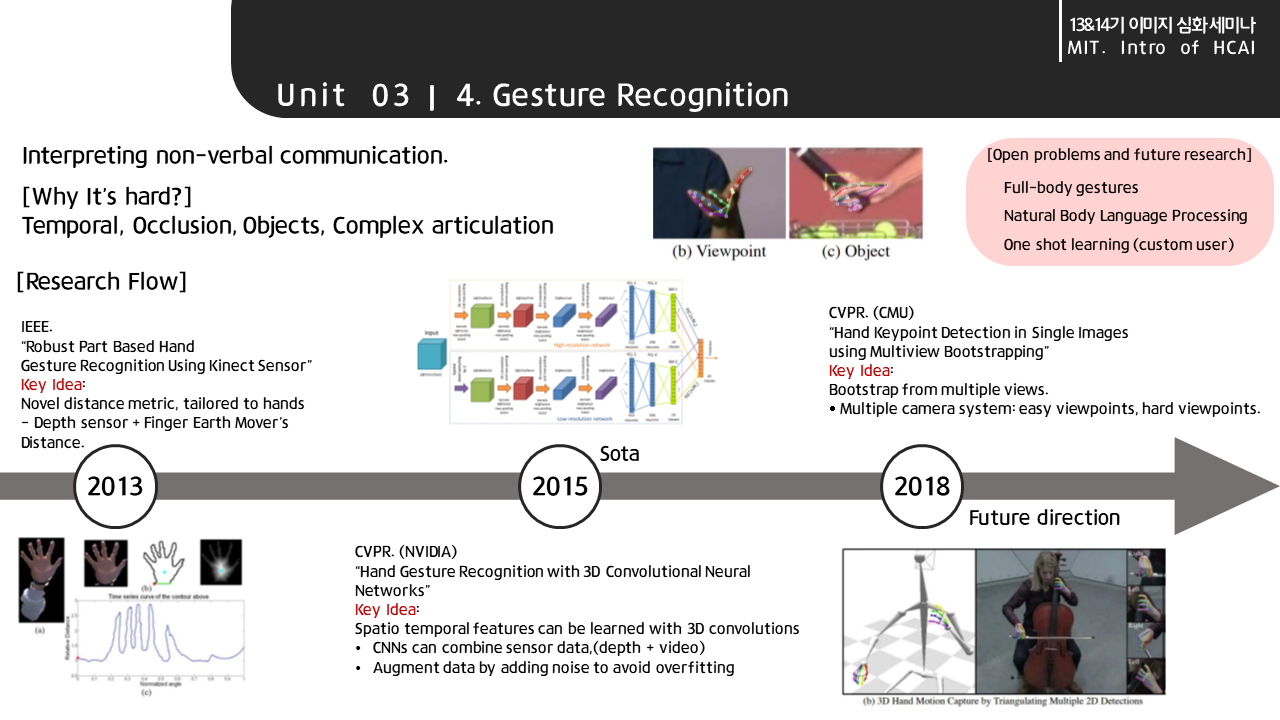 13&14기 이미지 심화세미나
MIT. Intro of HCAI
Unit 03 | 4. Gesture Recognition
Interpreting non-verbal communication.
[Why It's hard?]
Temporal, Occlusion, Objects, Complex articulation
(b) Viewpoint
(c) Object
[Open problems and future research]
Full-body gestures
Natural Body Language Processing
One shot learning (custom user)
[Research Flow]
IEEE.
"Robust Part Based Hand
Gesture Recognition Using Kinect Sensor"
Key Idea:
Novel distance metric, tailored to hands
- Depth sensor + Finger Earth Mover's
Distance.
Input
High-resolution network
Low-resolution network
CVPR. (CMU)
"Hand Keypoint Detection in Single Images
using Multiview Bootstrapping"
Key Idea:
Bootstrap from multiple views.
• Multiple camera system: easy viewpoints, hard viewpoints.
2013
2015
Sota
2018
Future direction
(a)
(b)
Time series curve of the contour above
Relative Distance
Normalized angle
(c)
CVPR. (NVIDIA)
"Hand Gesture Recognition with 3D Convolutional Neural
Networks"
Key Idea:
Spatio temporal features can be learned with 3D convolutions
• CNNs can combine sensor data,(depth + video)
• Augment data by adding noise to avoid overfitting
Right
(b) 3D Hand Motion Capture by Triangulating Multiple 2D Detections